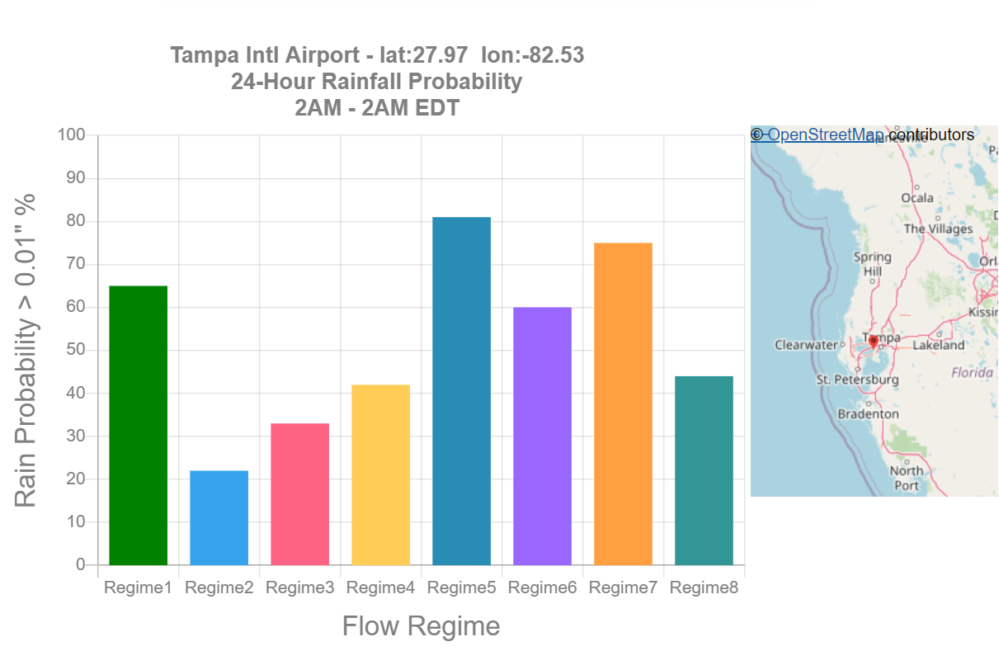 Tampa Intl Airport - lat:27.97 lon:-82.53
24-Hour Rainfall Probability
2AM - 2AM EDT
Rain Probability > 0.01" %
100
90
80
70
60
50
40
30
20
10
0
Regime1 Regime2 Regime3 Regime4 Regime5 Regime6 Regime7 Regime8
Flow Regime
© OpenStreetMap contributors
Ocala
The Villages
Spring
Hill
Tampa
Clearwater
Lakeland
St. Petersburg
Florida
Bradenton
North
Port